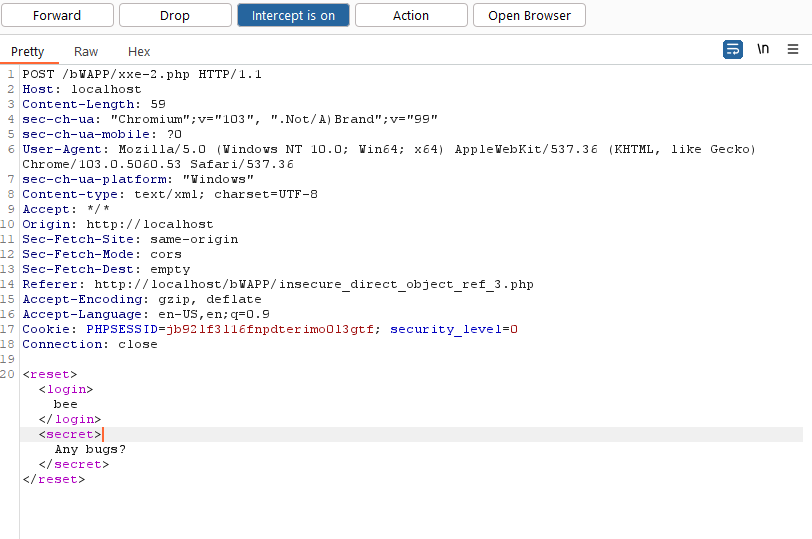 Forward Drop Intercept is on Action Open Browser
Pretty Raw Hex \n
1 POST /bWAPP/xxe-2.php HTTP/1.1
2 Host: localhost
3 Content-Length: 59
4 sec-ch-ua: "Chromium";v="103", ".Not/A)Brand";v="99"
5 sec-ch-ua-mobile: ?0
6 User-Agent: Mozilla/5.0 (Windows NT 10.0; Win64; x64) AppleWebKit/537.36 (KHTML, like Gecko)
Chrome/103.0.5060.53 Safari/537.36
7 sec-ch-ua-platform: "Windows"
8 Content-type: text/xml; charset=UTF-8
9 Accept: */*
10 Origin: http://localhost
11 Sec-Fetch-Site: same-origin
12 Sec-Fetch-Mode: cors
13 Sec-Fetch-Dest: empty
14 Referer: http://localhost/bWAPP/insecure_direct_object_ref_3.php
15 Accept-Encoding: gzip, deflate
16 Accept-Language: en-US,en;q=0.9
17 Cookie: PHPSESSID=jb92lf3ll6fnpdterimo0l3gtf; security_level=0
18 Connection: close
19
20 <reset>
<login>
bee
</login>
<secret>
Any bugs?
</secret>
</reset>